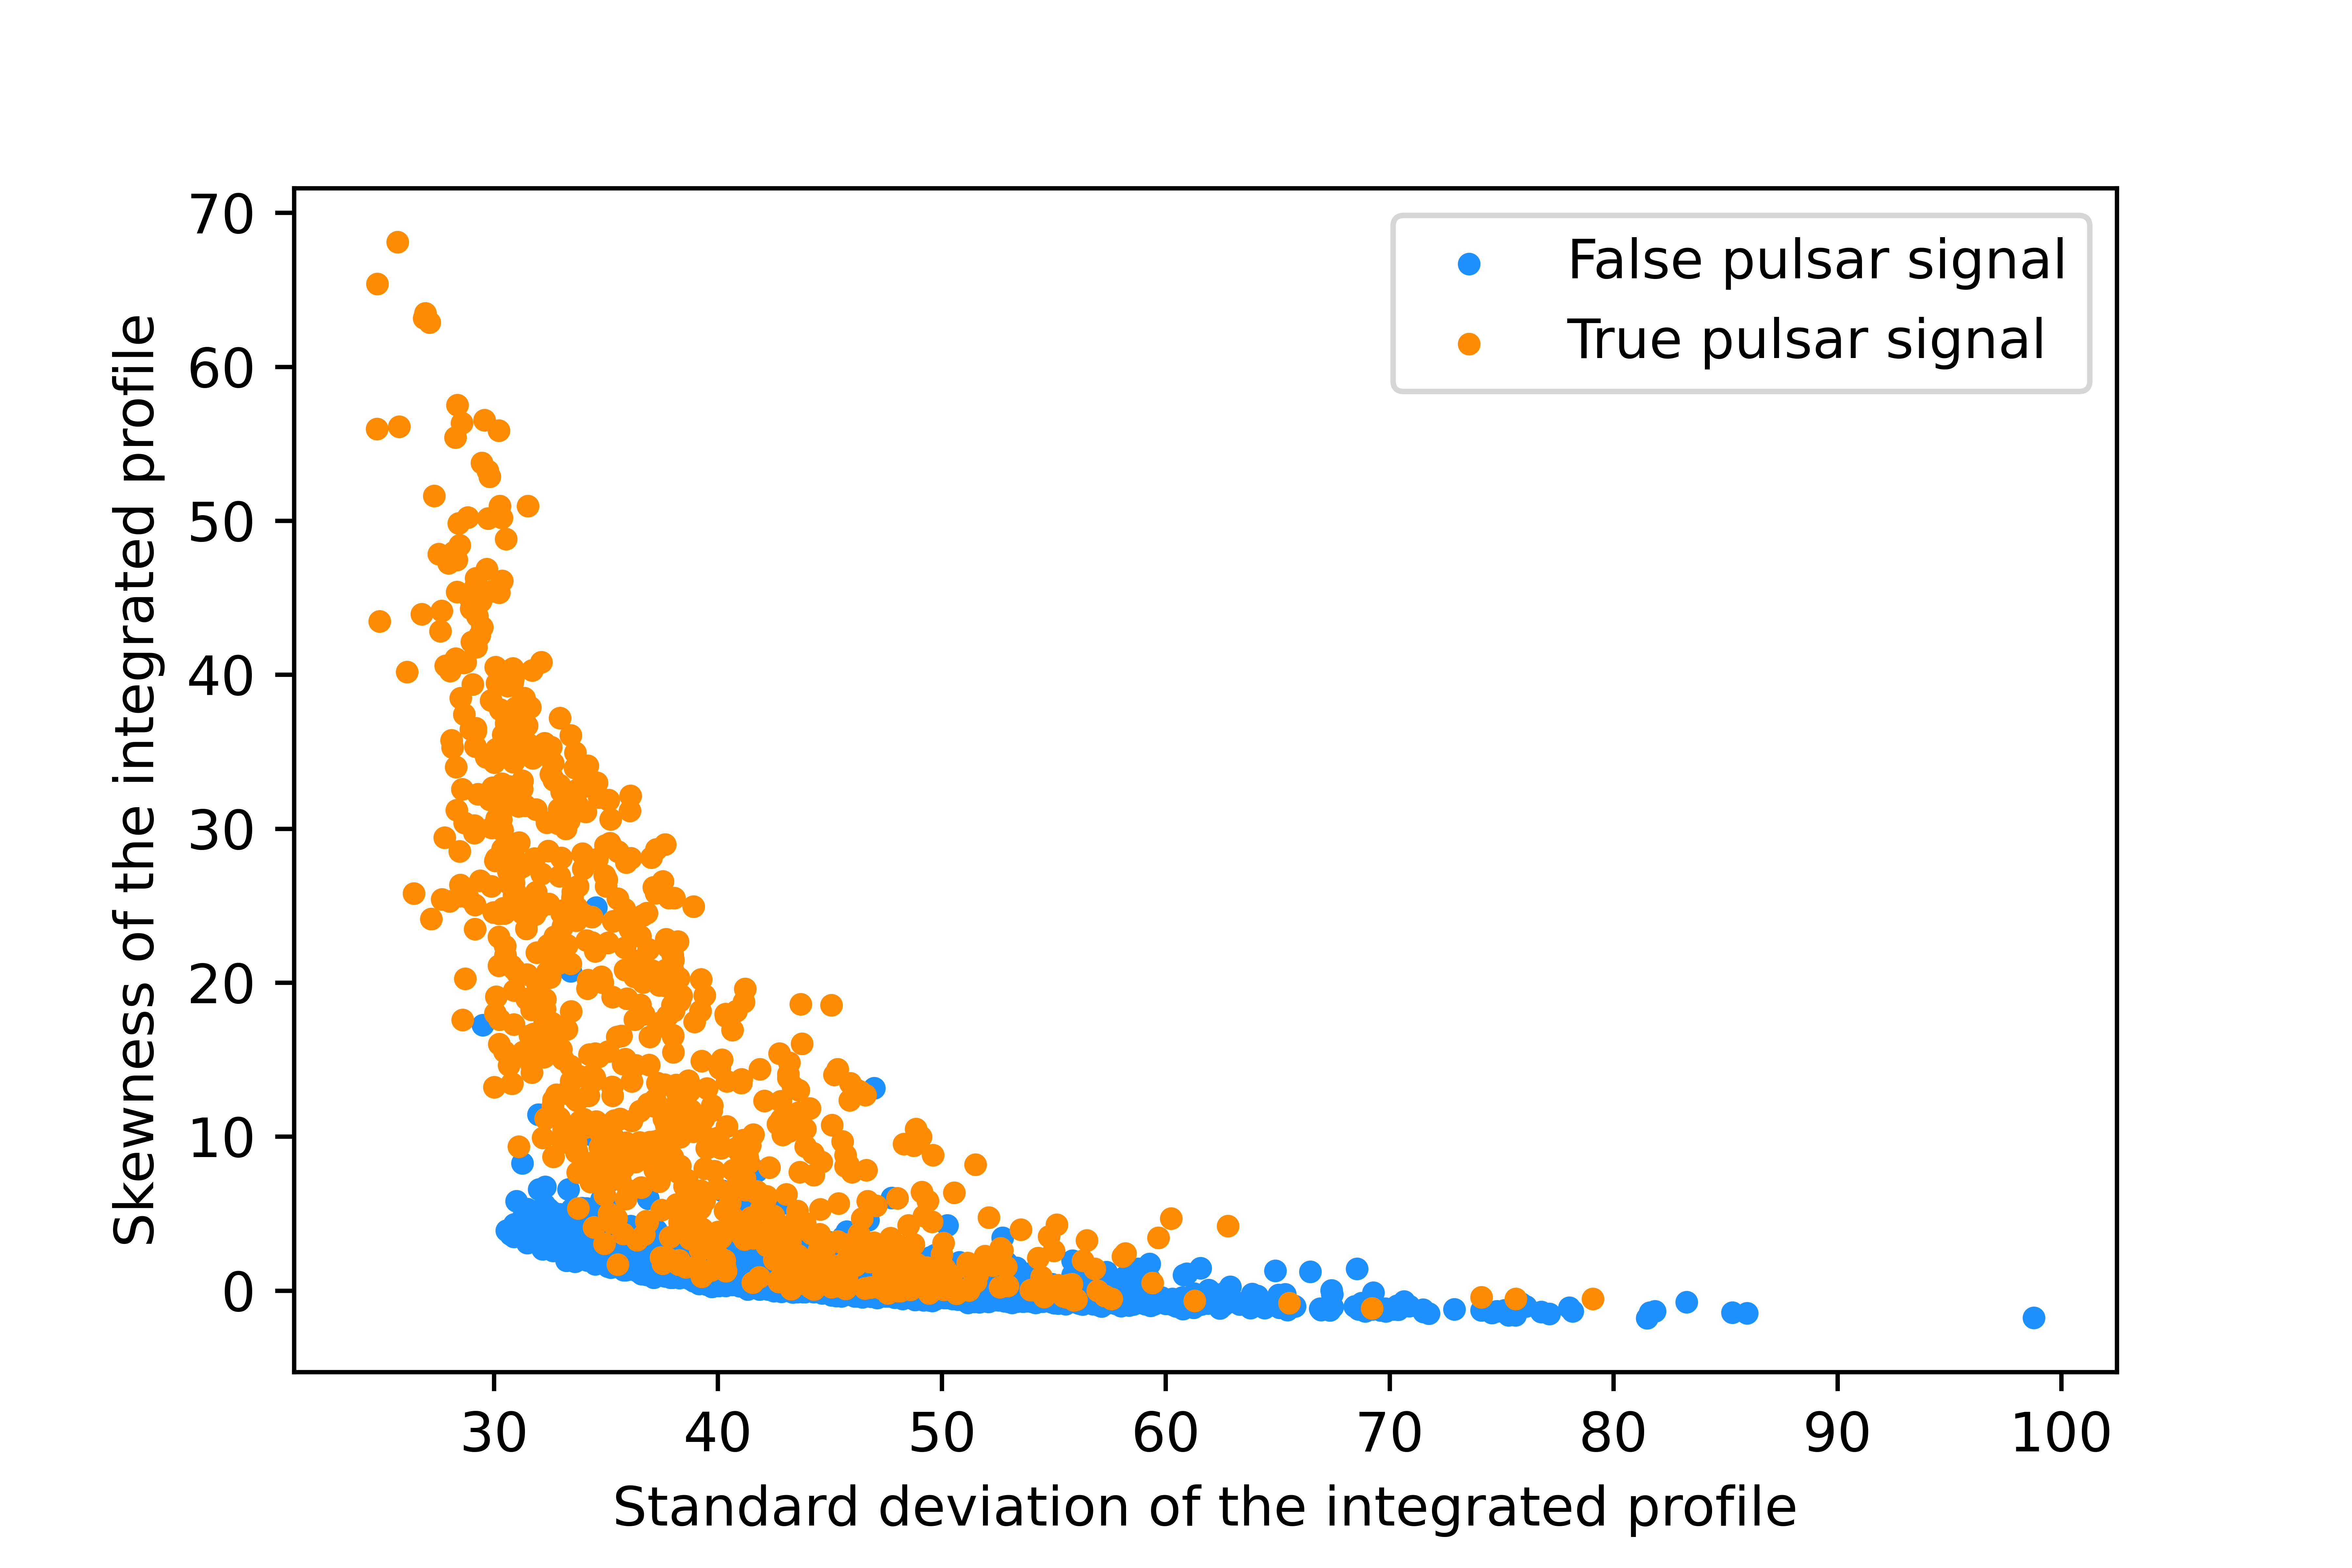 False pulsar signal
True pulsar signal
70
60
50
40
30
20
10
0
Skewness of the integrated profile
30 40 50 60 70 80 90 100
Standard deviation of the integrated profile